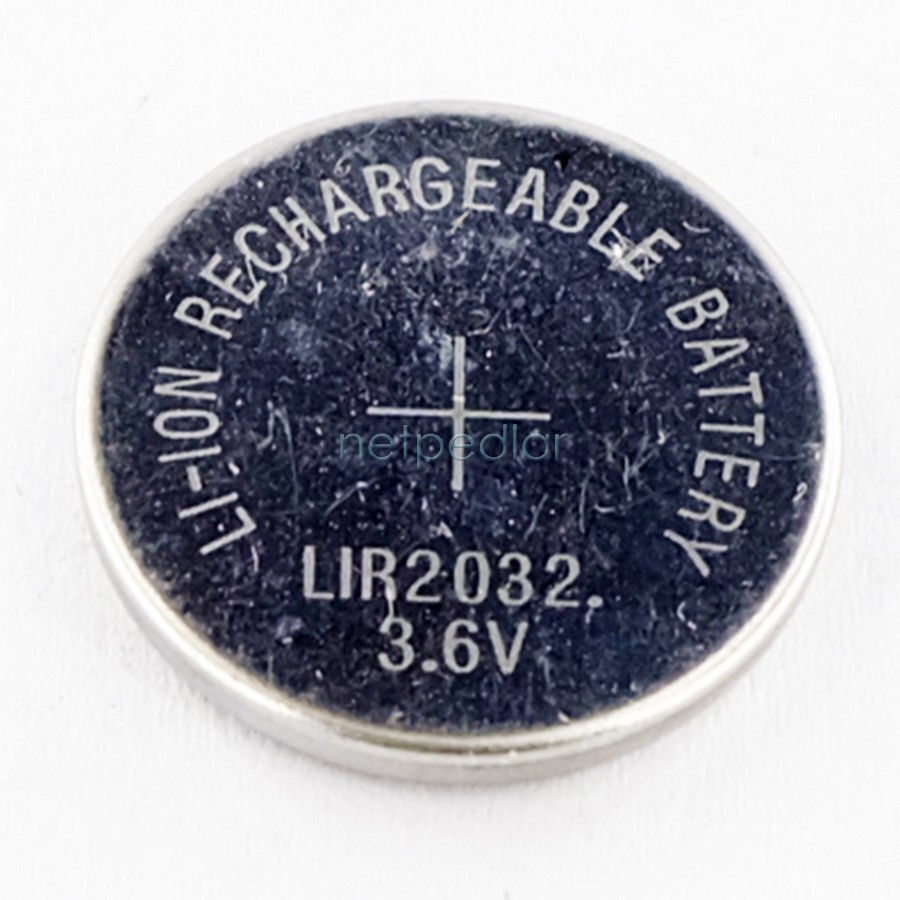 LI-ION RECHARGEABLE BATTERY
netpedlar
LIR2032.
3.6V